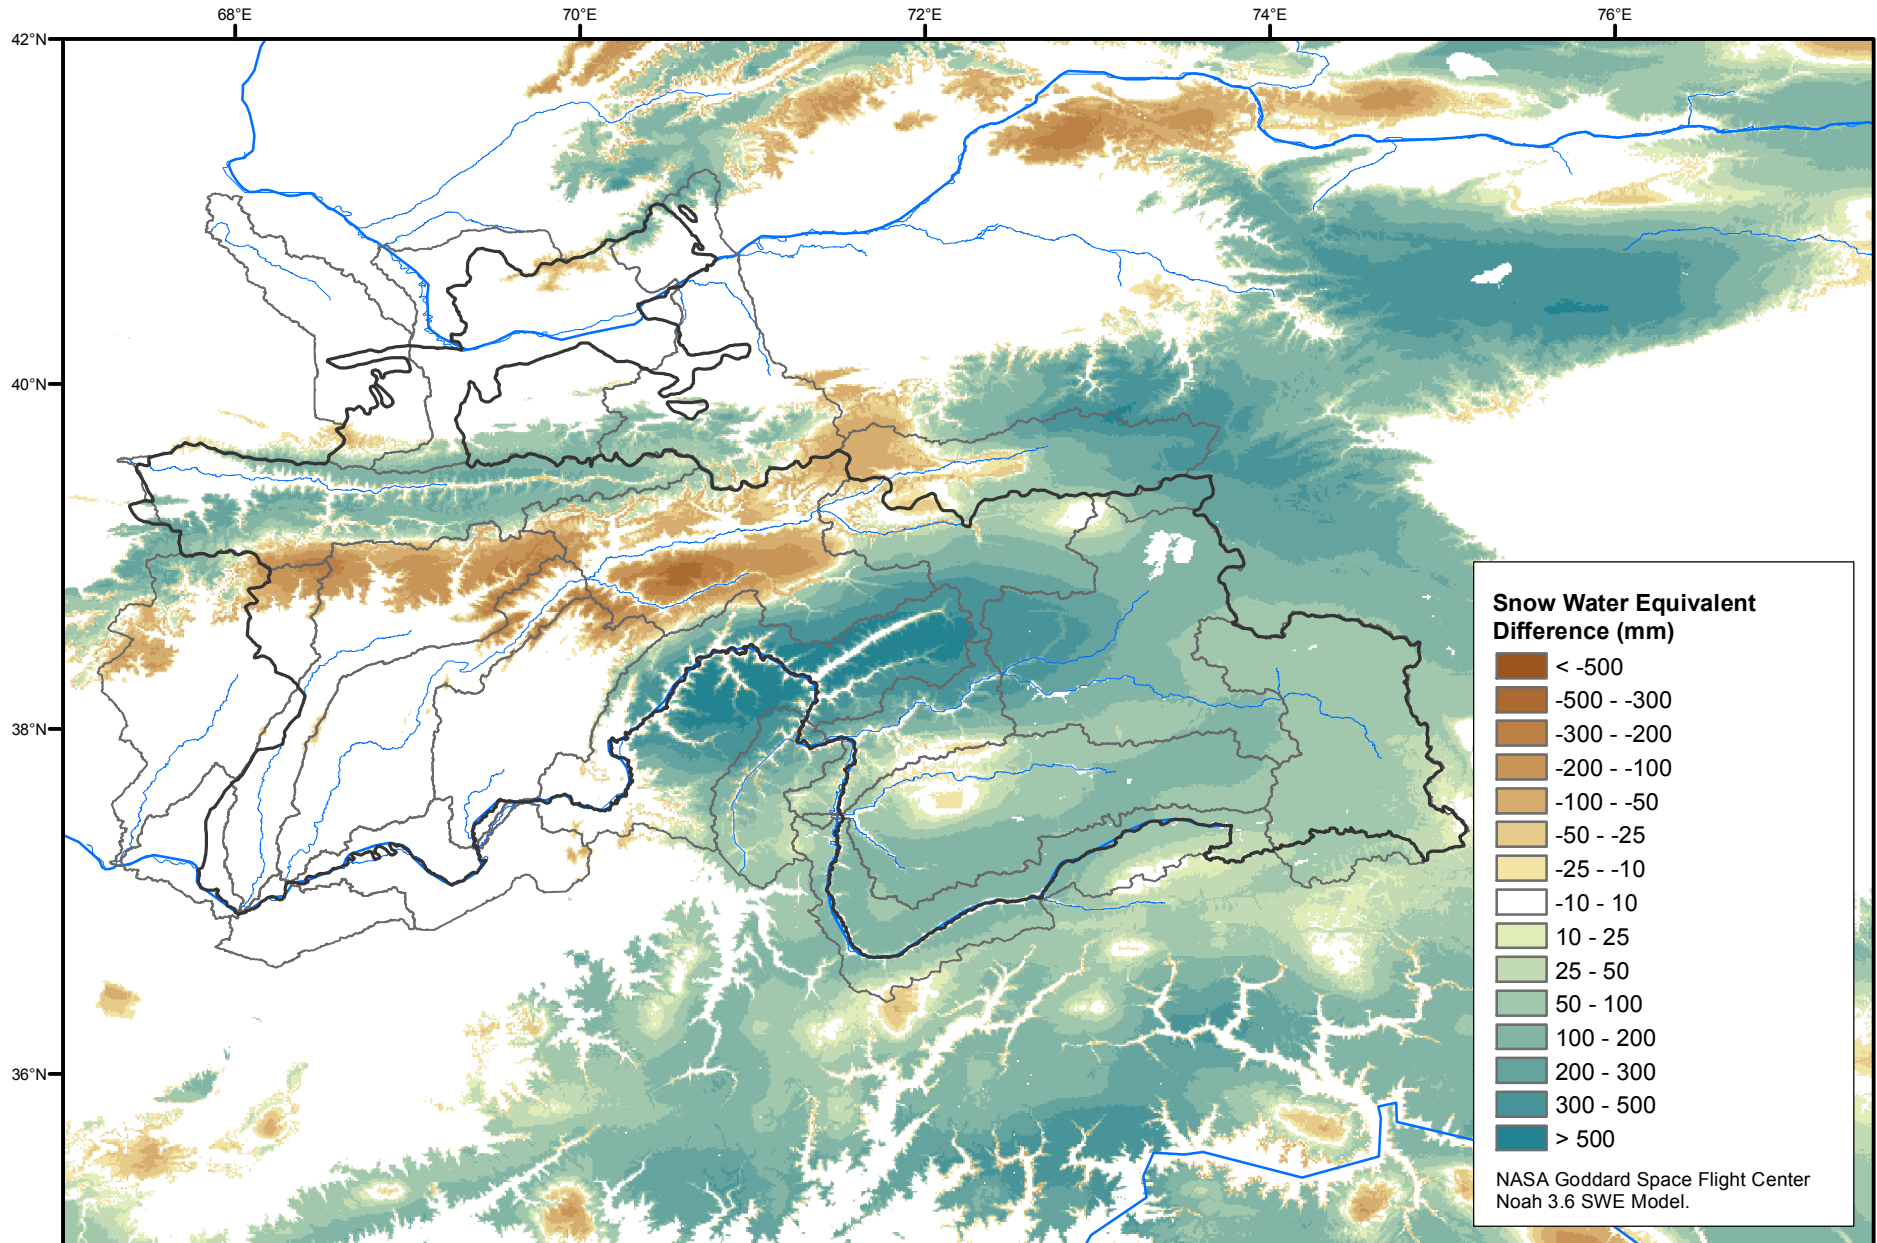 68°E
70°E
72°E
74°E
76°E
42°N
40°N
38°N
36°N
Snow Water Equivalent
Difference (mm)
< -500
-500 - -300
-300 - -200
-200 - -100
-100 - -50
-50 - -25
-25 - -10
-10 - 10
10 - 25
25 - 50
50 - 100
100 - 200
200 - 300
300 - 500
> 500
NASA Goddard Space Flight Center
Noah 3.6 SWE Model.